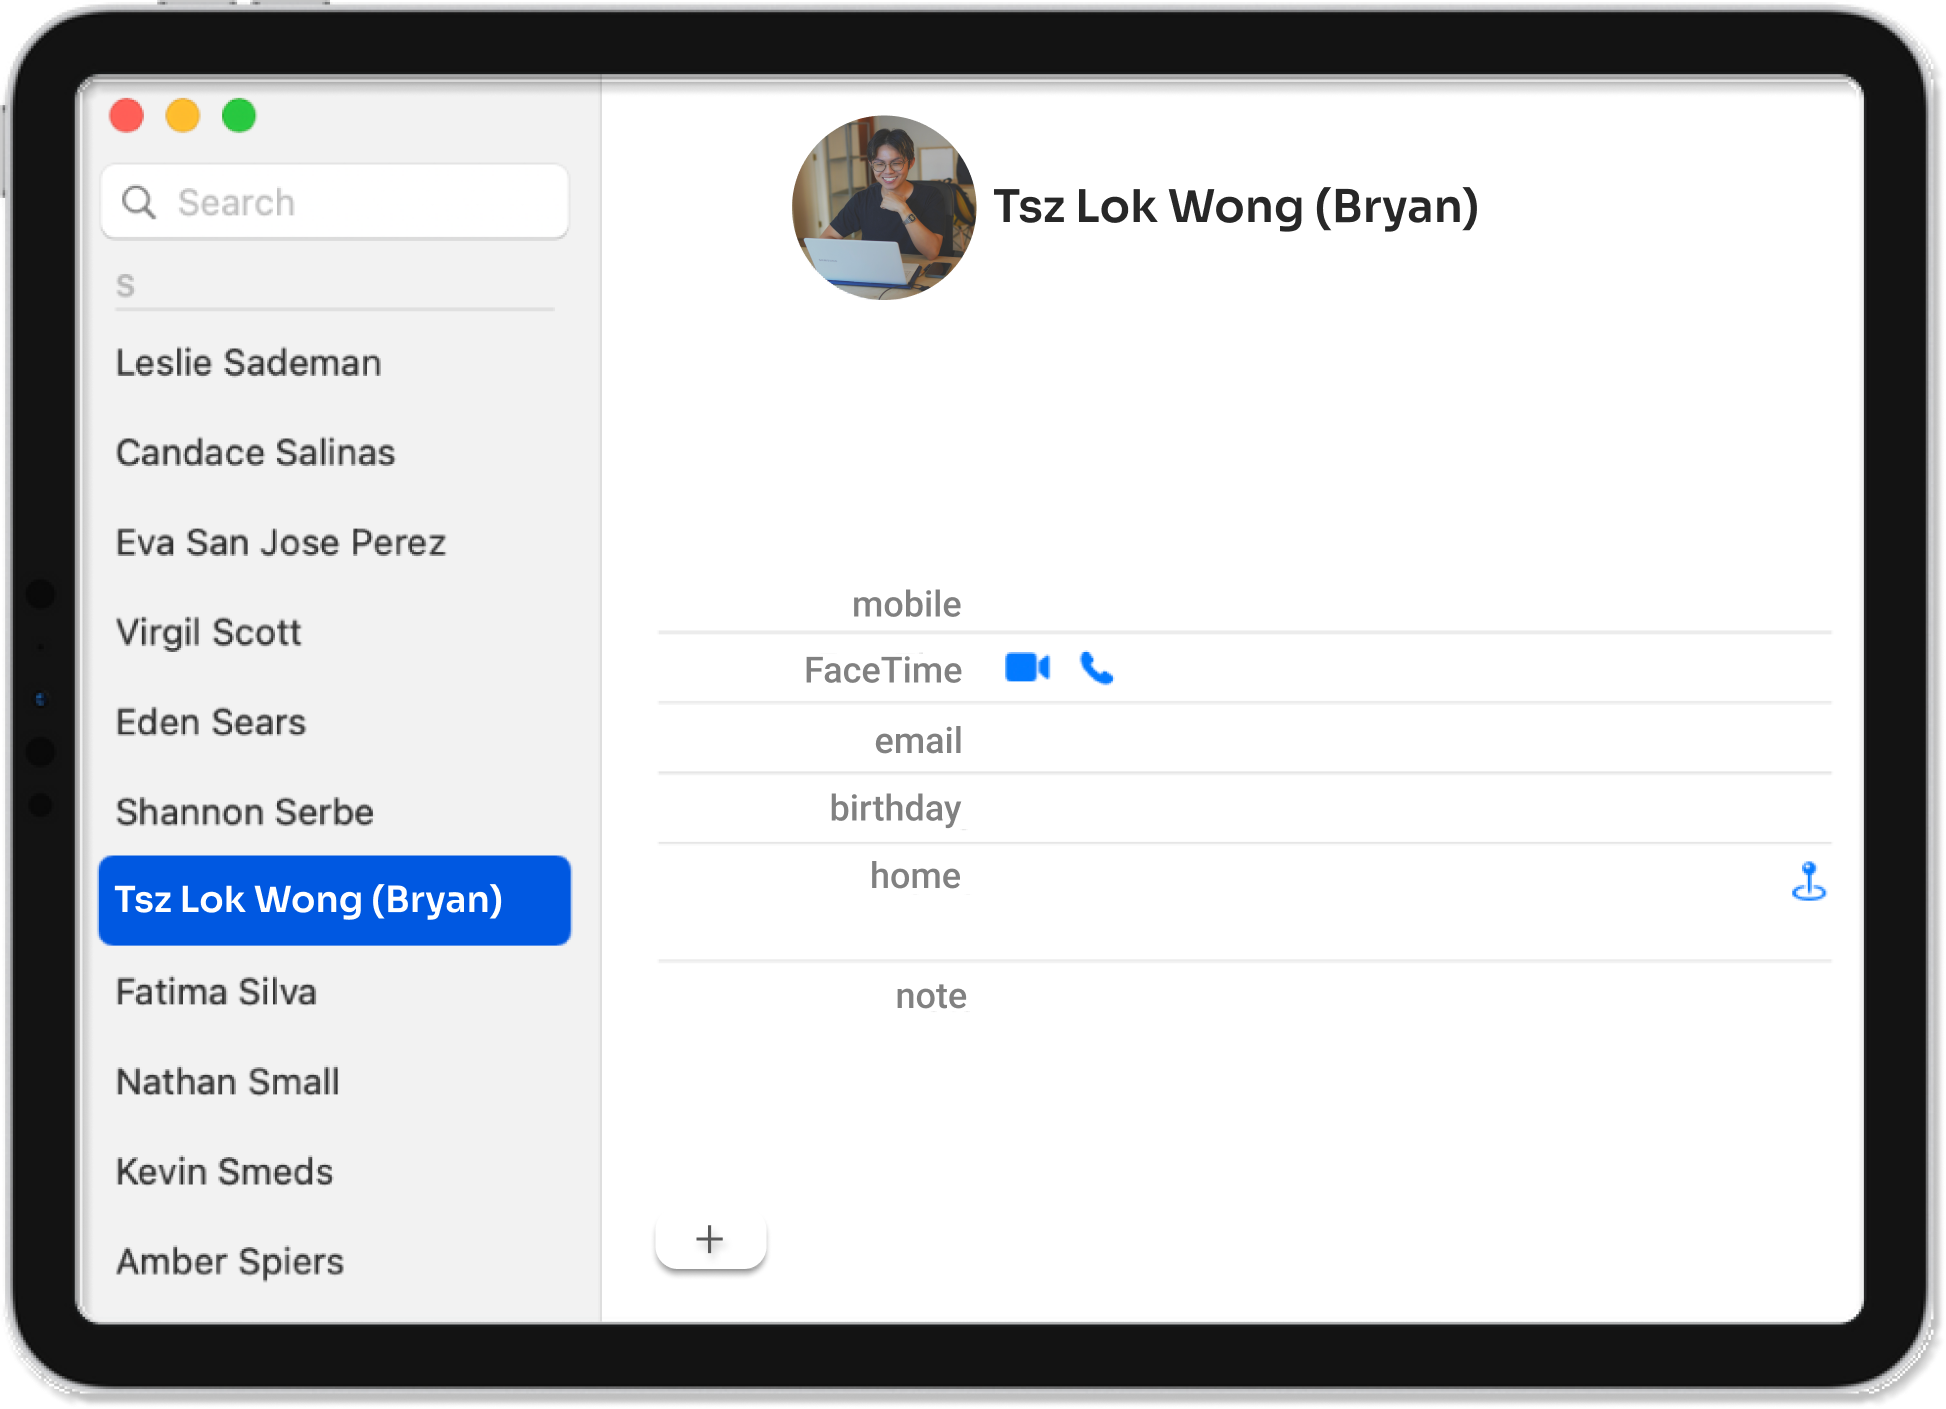 Search
S
Leslie Sademan
Candace Salinas
Eva San Jose Perez
Virgil Scott
Eden Sears
Shannon Serbe
Tsz Lok Wong (Bryan)
Fatima Silva
Nathan Small
Kevin Smeds
Amber Spiers
Tsz Lok Wong (Bryan)
mobile
FaceTime
email
birthday
home
note
+